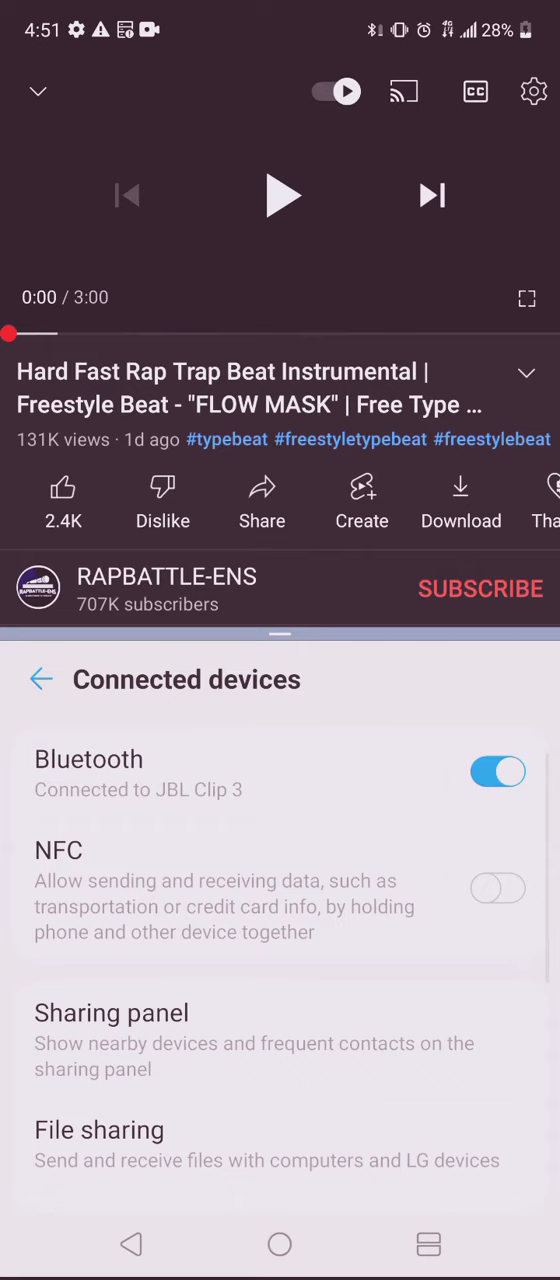 4:51
4G
28%
CC
0:00 / 3:00
Hard Fast Rap Trap Beat Instrumental |
Freestyle Beat - "FLOW MASK" | Free Type ...
131K views · 1d ago #typebeat #freestyletypebeat #freestylebeat
2.4K Dislike Share Create Download Tha
RAPBATTLE-ENS
707K subscribers
SUBSCRIBE
Connected devices
Bluetooth
Connected to JBL Clip 3
NFC
Allow sending and receiving data, such as
transportation or credit card info, by holding
phone and other device together
Sharing panel
Show nearby devices and frequent contacts on the
sharing panel
File sharing
Send and receive files with computers and LG devices